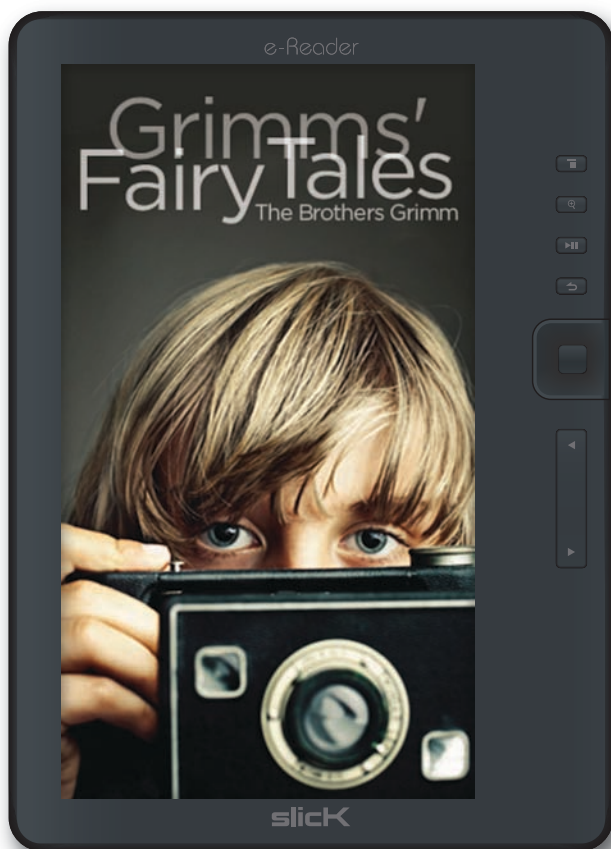 e-Reader
Grimms'
Fairy Tales
The Brothers Grimm
slick